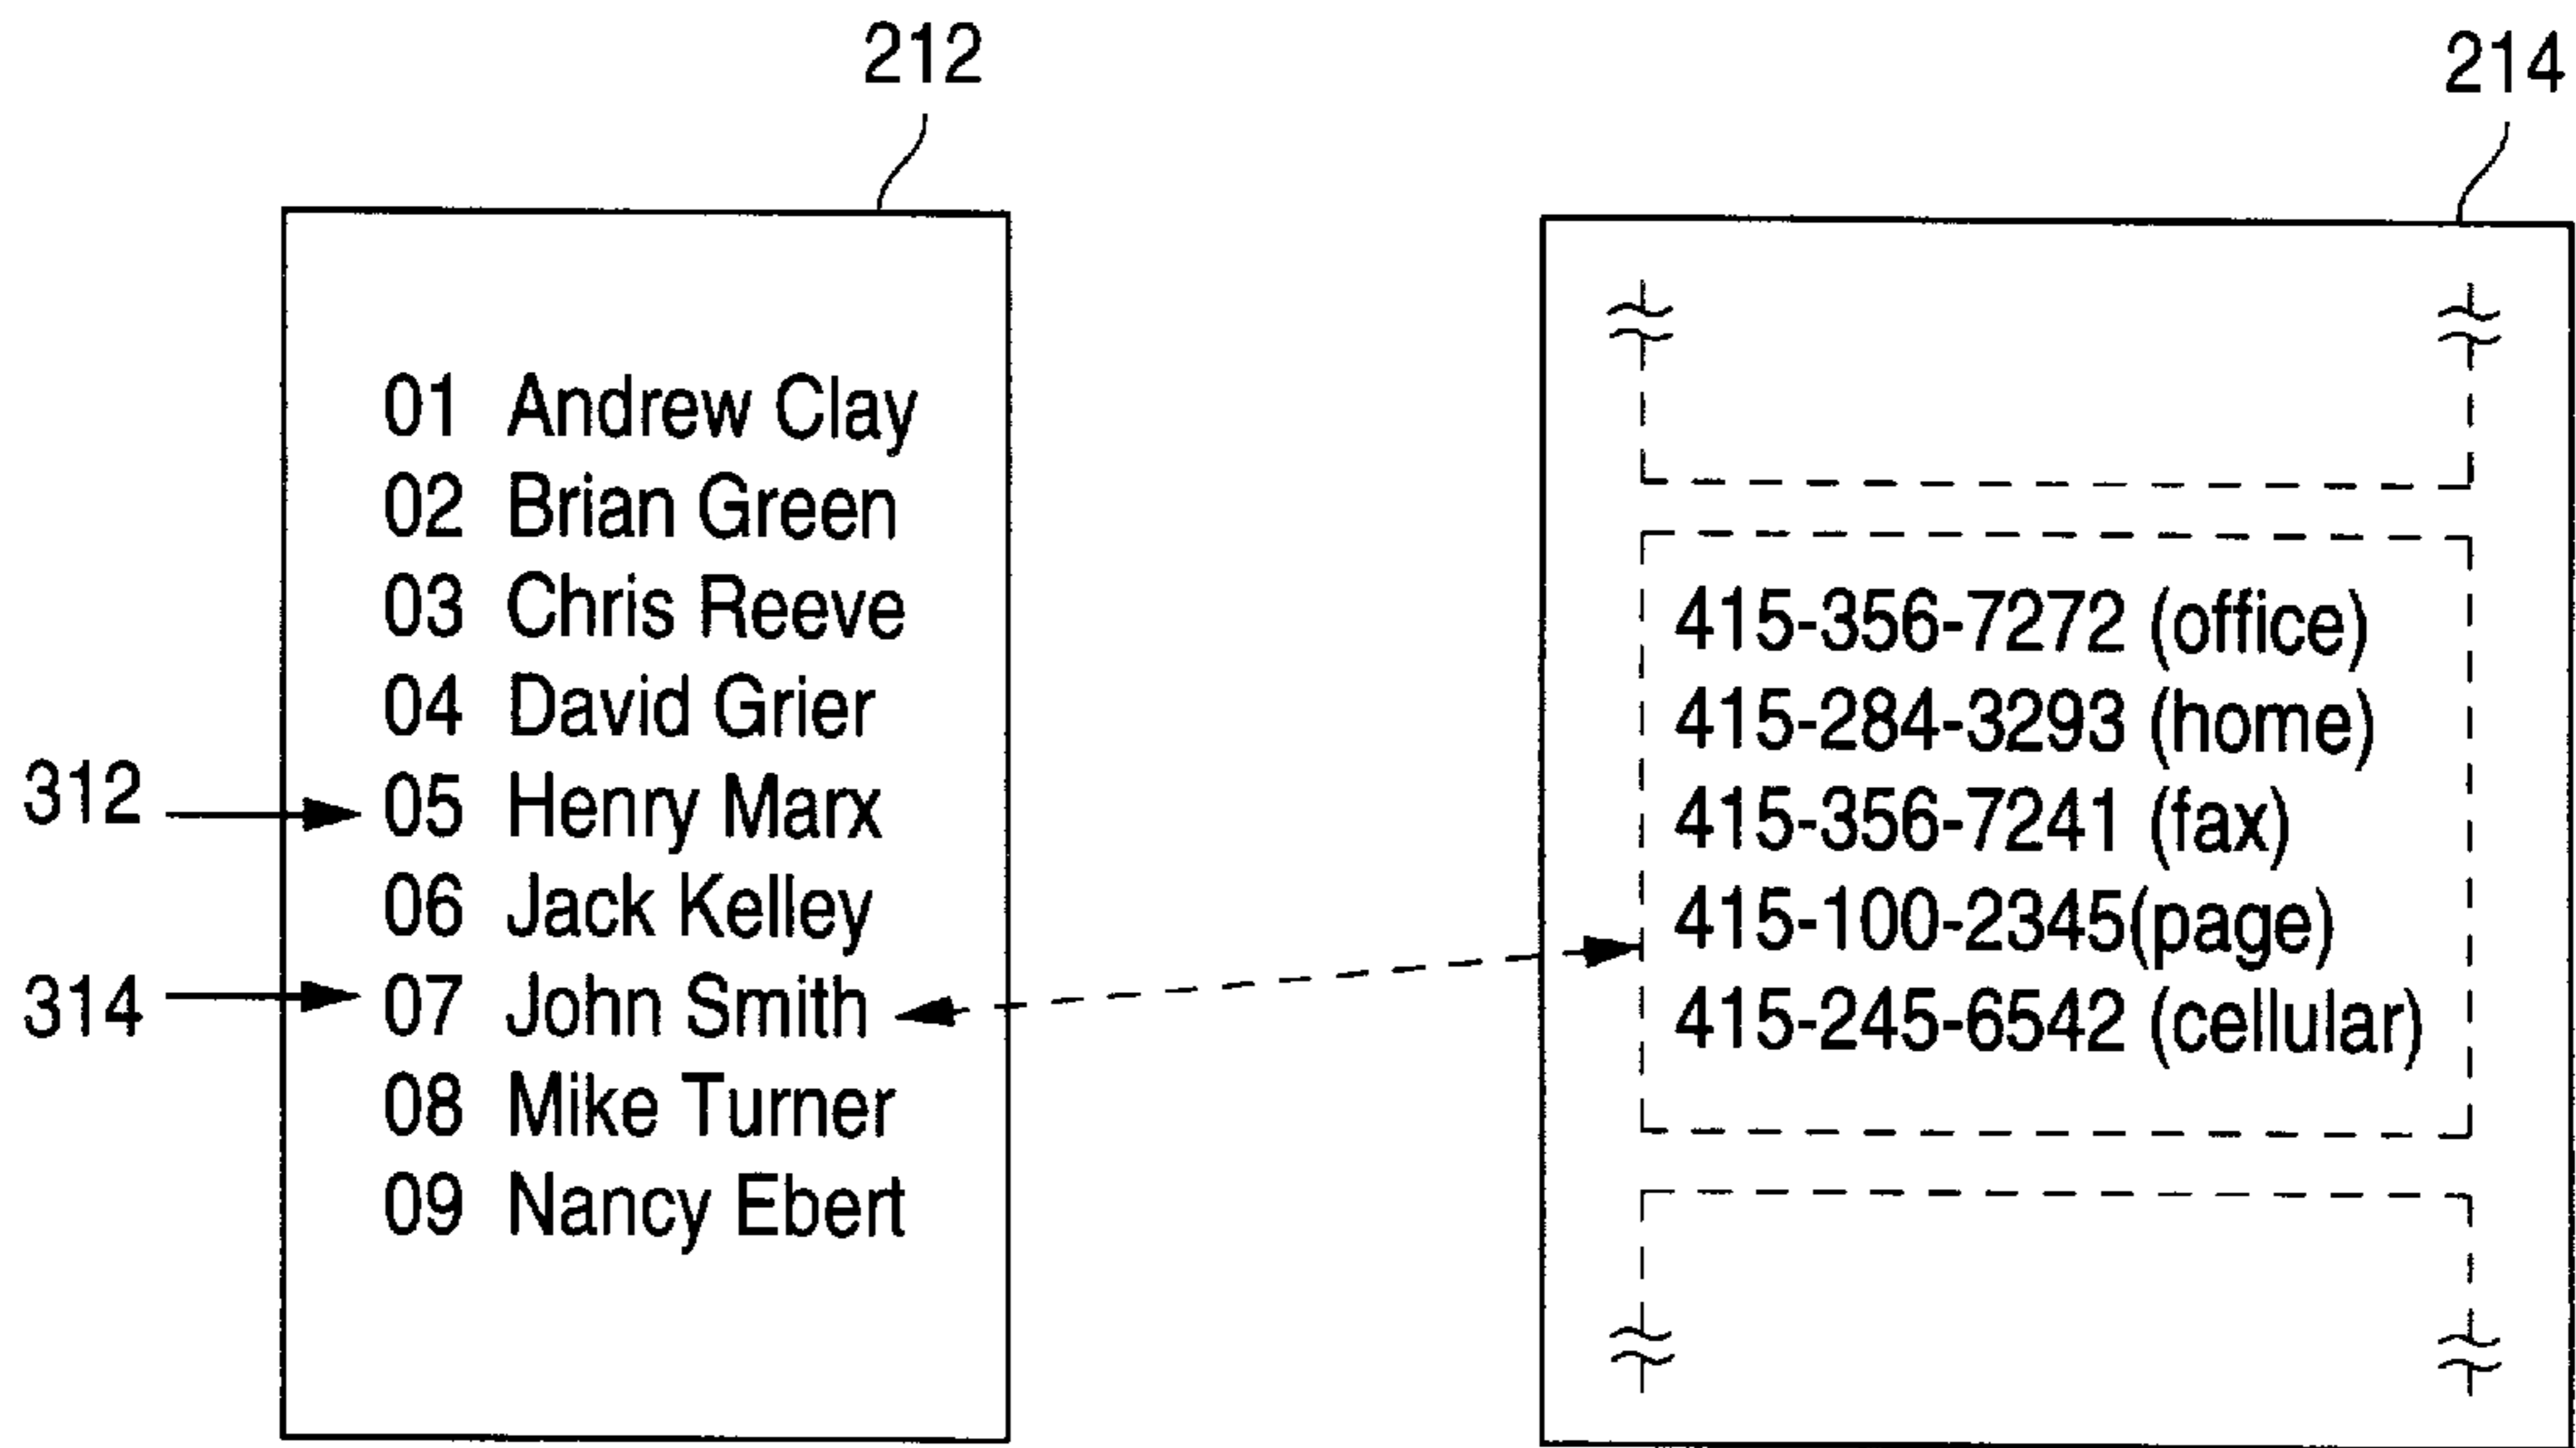 212
214
01 Andrew Clay
02 Brian Green
03 Chris Reeve
04 David Grier
312
05 Henry Marx
06 Jack Kelley
314
07 John Smith
08 Mike Turner
09 Nancy Ebert
415-356-7272 (office)
415-284-3293 (home)
415-356-7241 (fax)
415-100-2345(page)
415-245-6542 (cellular)